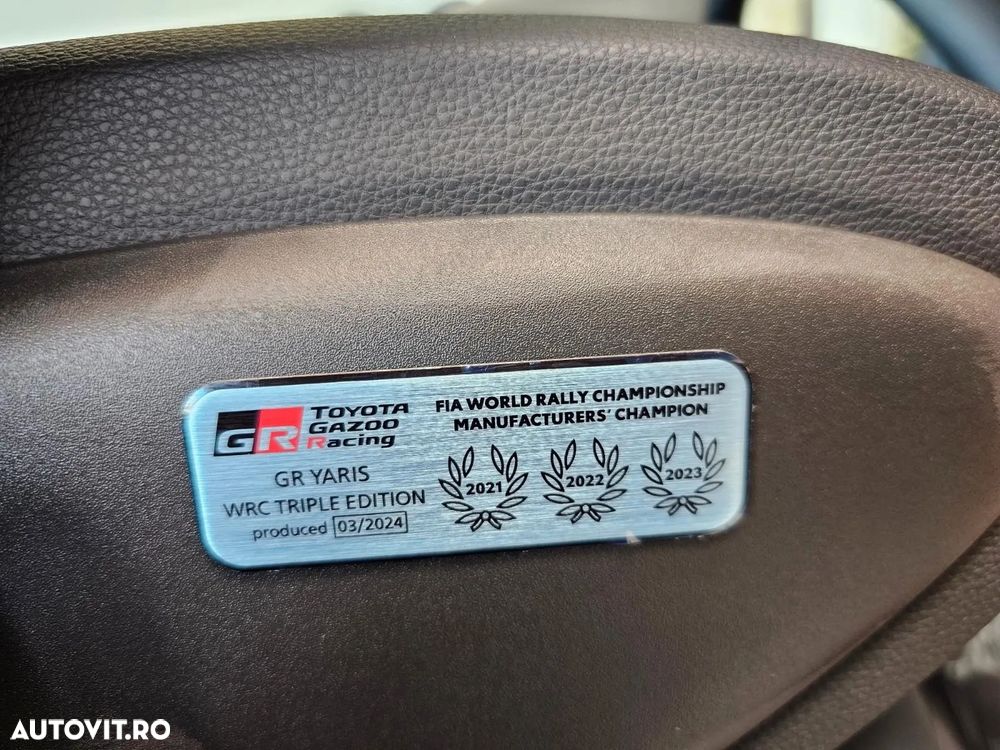 GR TOYOTA
GAZOO
Racing
GR YARIS
WRC TRIPLE EDITION
produced 03/2024
FIA WORLD RALLY CHAMPIONSHIP
MANUFACTURERS' CHAMPION
2021 2022 2023
AUTOVIT.RO